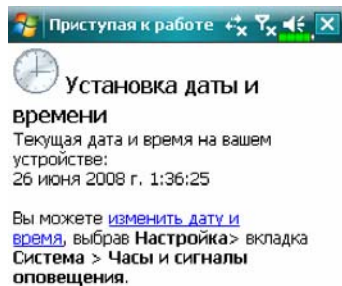 Приступая к работе
Установка даты и
времени
Текущая дата и время на вашем
устройстве:
26 июня 2008 г. 1:36:25
Вы можете изменить дату и
время, выбрав Настройка> вкладка
Система > Часы и сигналы
оповещения.